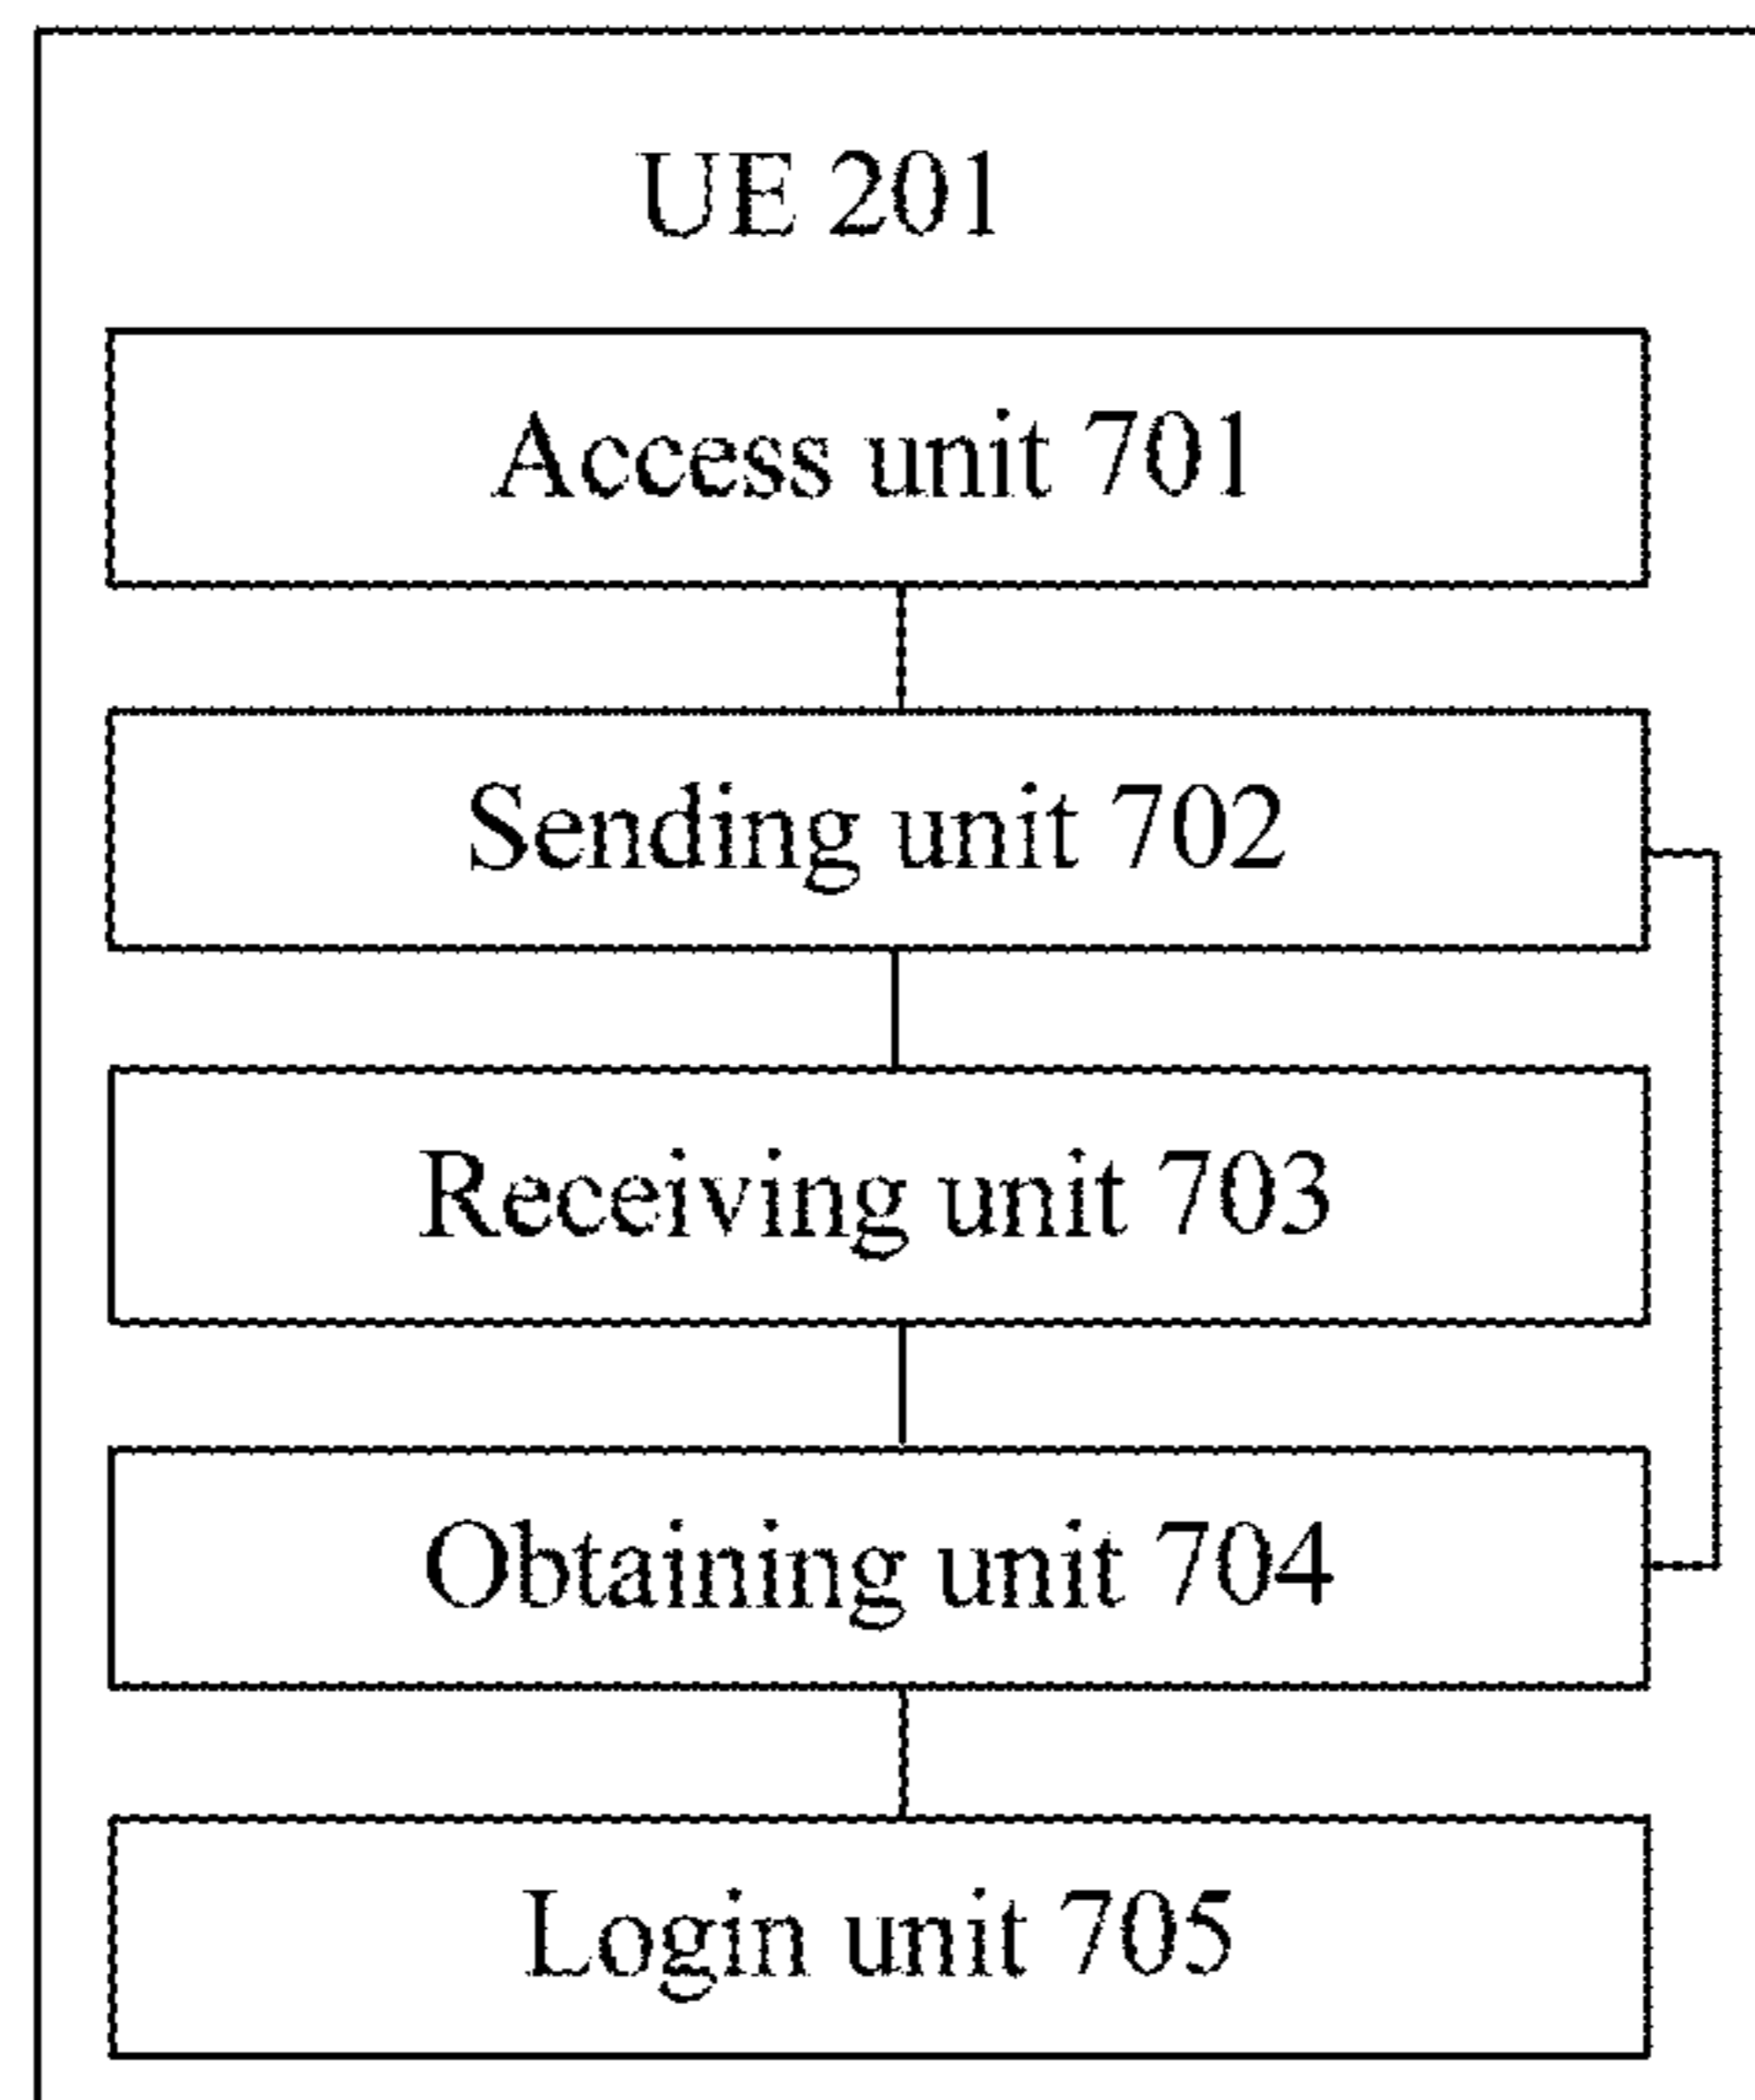 UE 201
Access unit 701
Sending unit 702
Receiving unit 703
Obtaining unit 704
Login unit 705